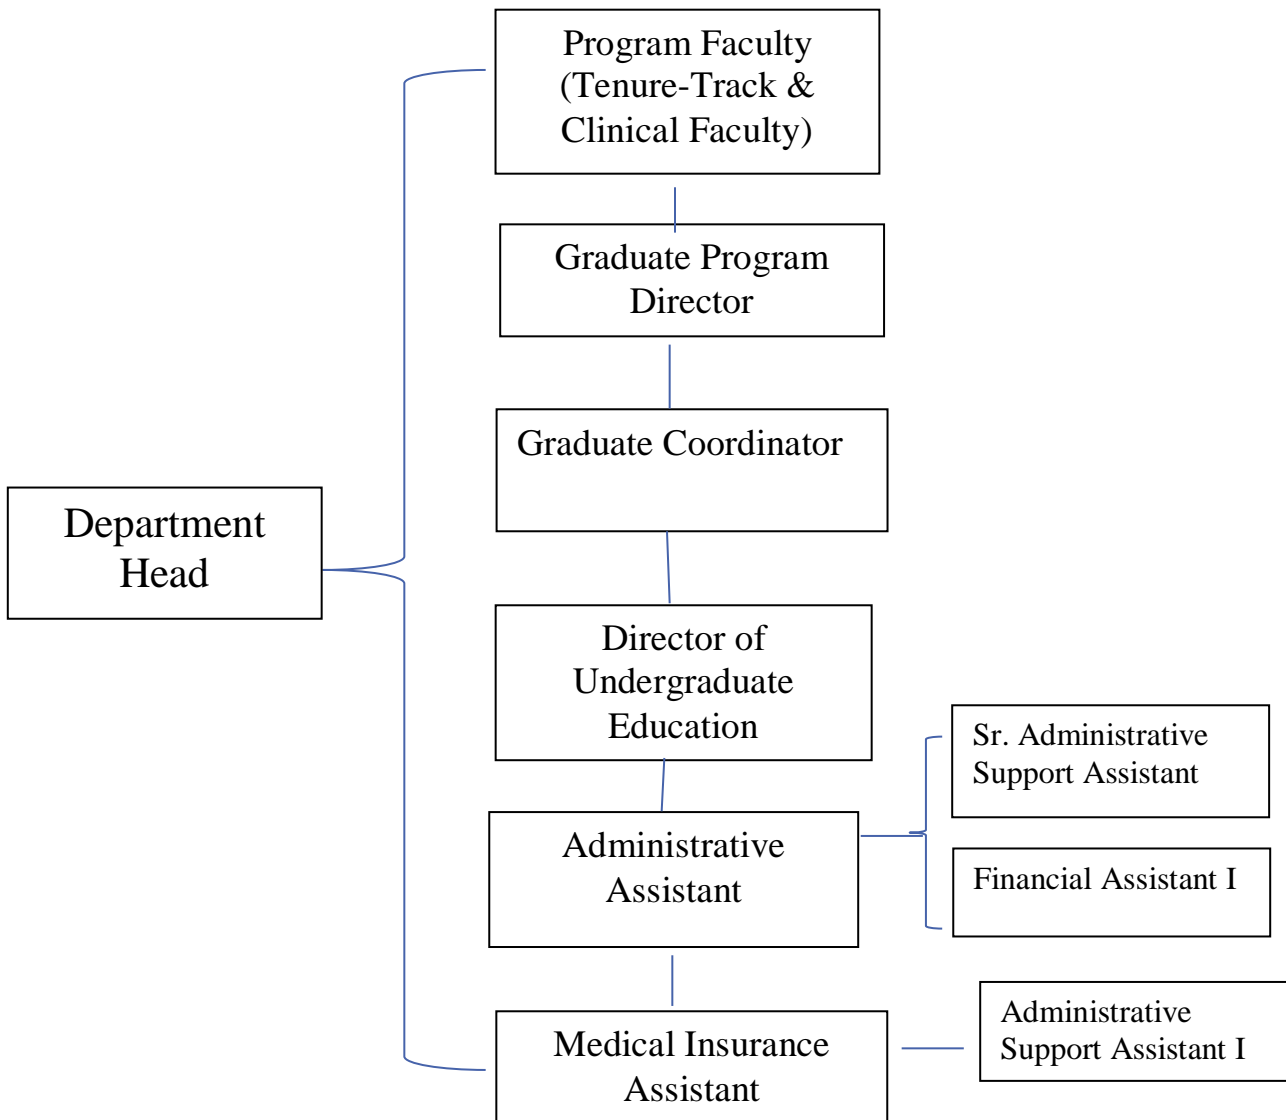 Program Faculty
(Tenure-Track &
Clinical Faculty)
Graduate Program
Director
Graduate Coordinator
Department
Head
Director of
Undergraduate
Education
Sr. Administrative
Support Assistant
Administrative
Assistant
Financial Assistant I
Medical Insurance
Assistant
Administrative
Support Assistant I